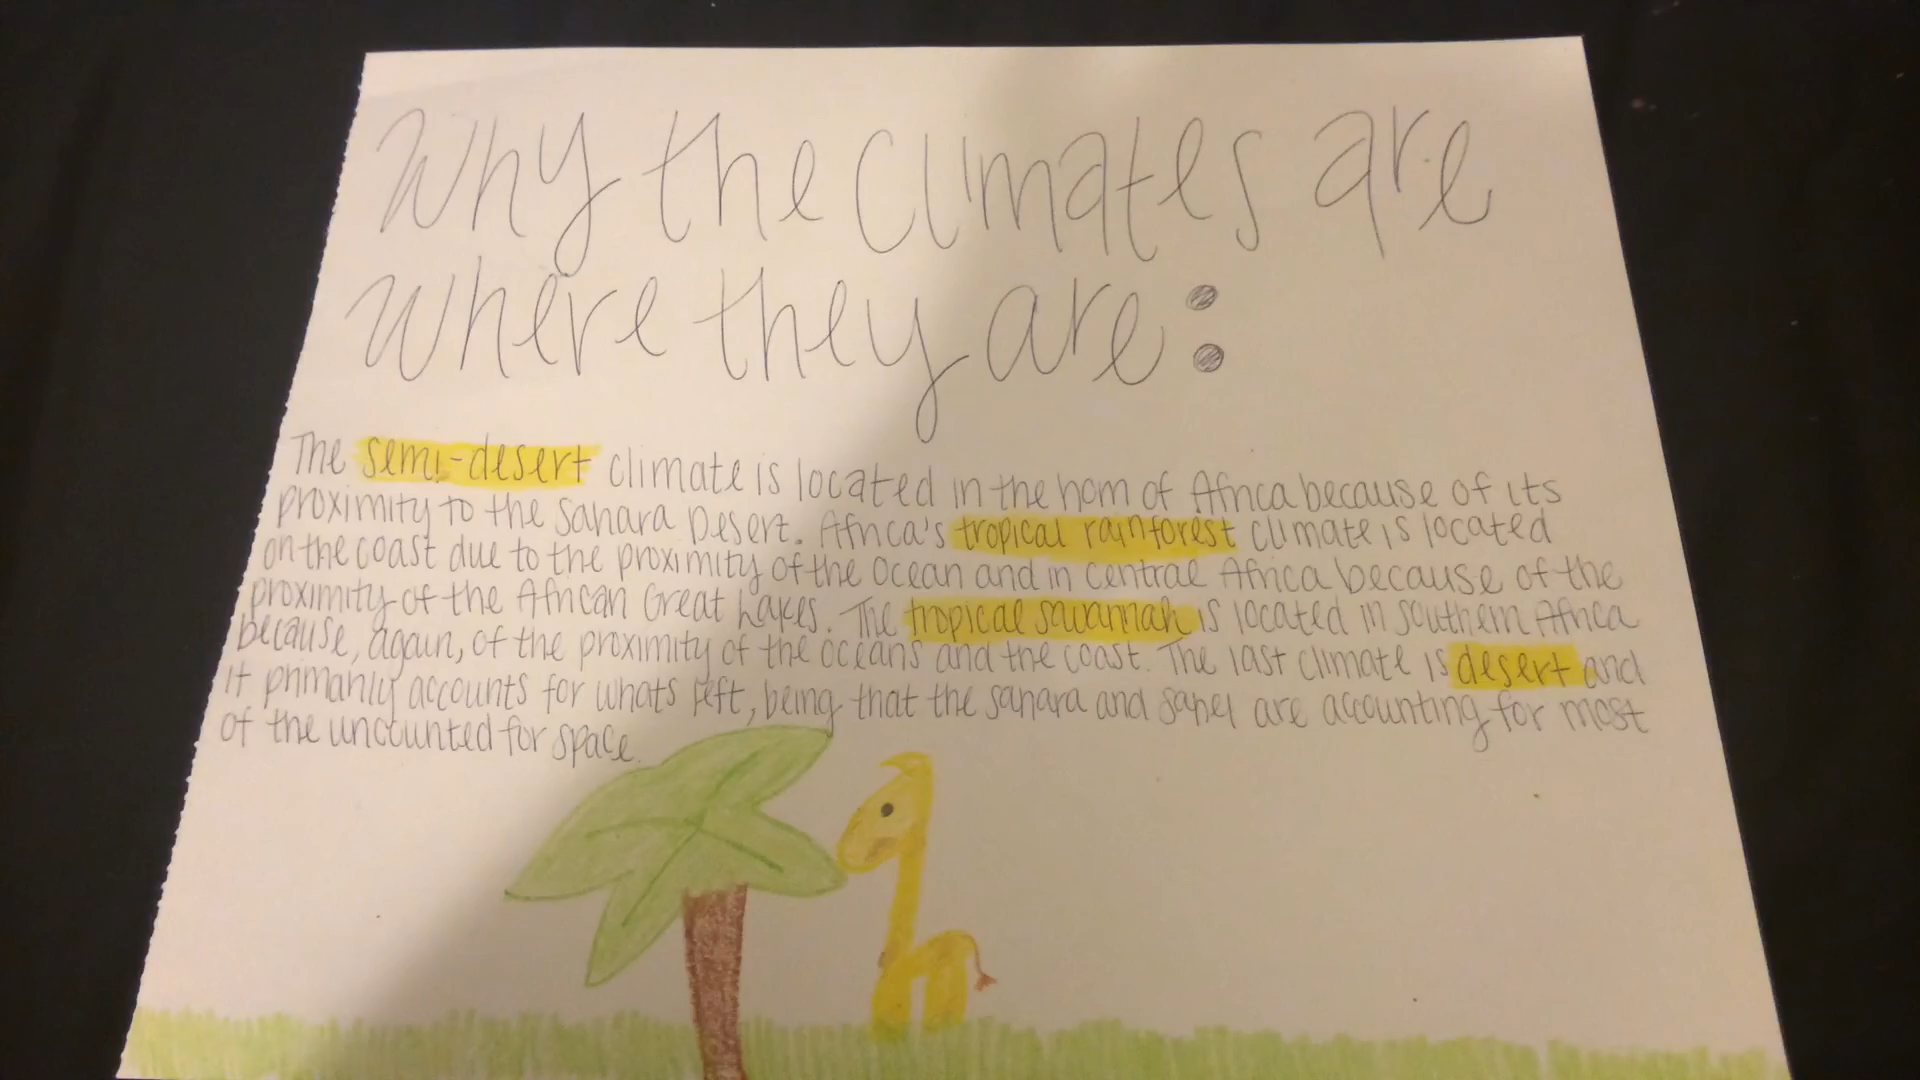 Why the climates are
where they are:
The semi-desert climate is located in the horn of Africa because of its
proximity to the Sahara Desert. Africa's tropical rainforest climate is located
on the coast due to the proximity of the ocean and in central Africa because of the
proximity of the African Great Lakes. The tropical savannah is located in southern Africa
because, again, of the proximity of the oceans and the coast. The last climate is desert and
it primarily accounts for whats left, being that the sahara and sahel are accounting for most
of the uncounted for space.